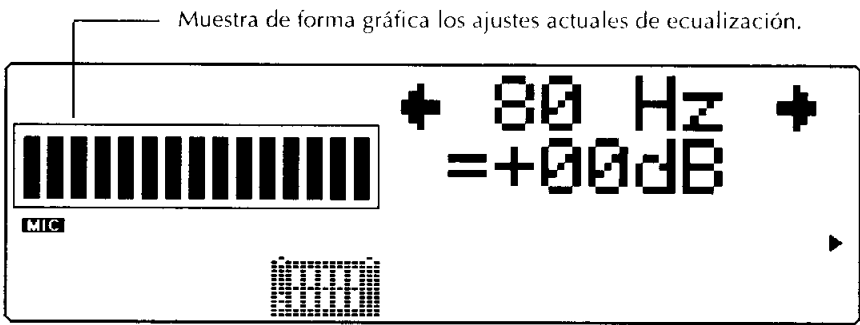 Muestra de forma gráfica los ajustes actuales de ecualización.
80 Hz
=+00dB
MIC